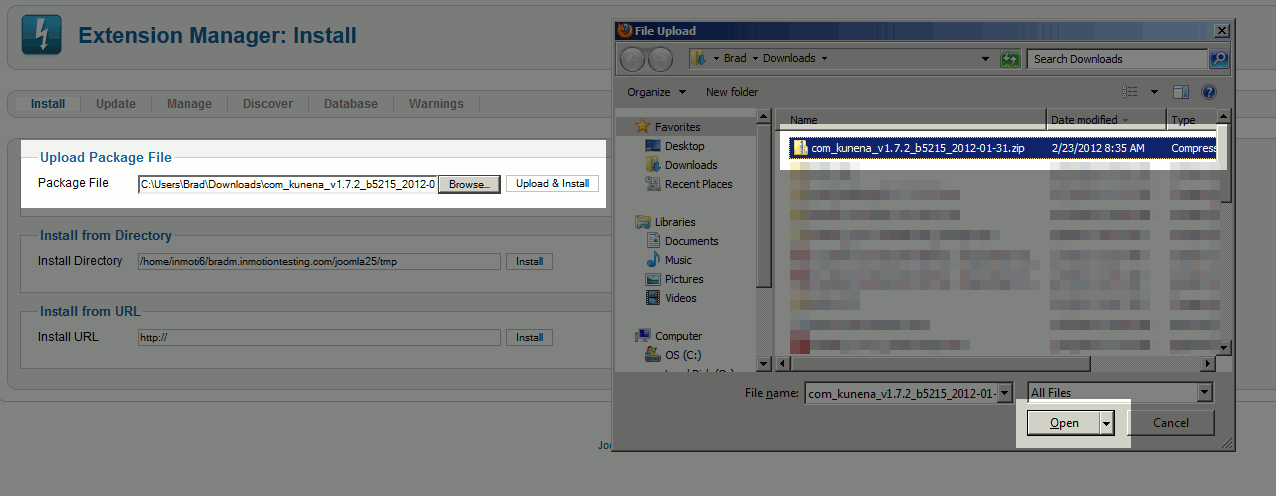 Extension Manager: Install
Install Update Manage Discover Database Warnings
Upload Package File
Package File C:\Users\Brad\Downloads\com_kunena_v1.7.2_b5215_2012-0 Browse... Upload & Install
Install from Directory
Install Directory /home/inmoti6/bradm.inmotiontesting.com/joomla25/tmp Install
Install from URL
Install URL http:// Install
Joo
File Upload
Brad Downloads Search Downloads
Organize New folder
Name Date modified Type
com_kunena_v1.7.2_b5215_2012-01-31.zip 2/23/2012 8:35 AM Compress
Favorites
Desktop
Downloads
Recent Places
Libraries
Documents
Music
Pictures
Videos
Computer
OS (C:)
File name: com_kunena_v1.7.2_b5215_2012-01- All Files
Open Cancel